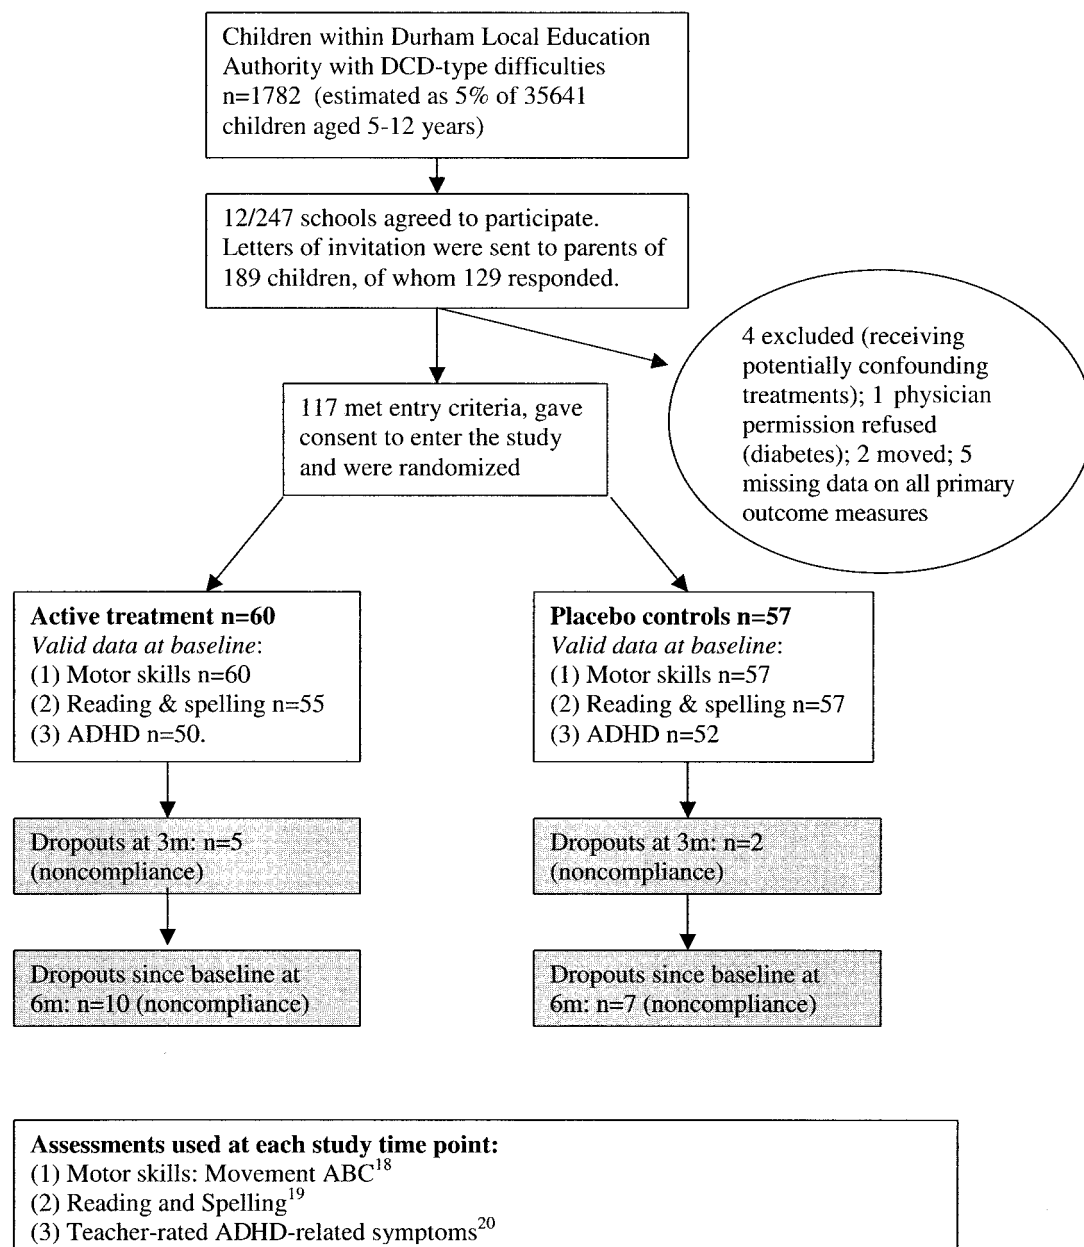 Children within Durham Local Education
Authority with DCD-type difficulties
n=1782 (estimated as 5% of 35641
children aged 5-12 years)
12/247 schools agreed to participate.
Letters of invitation were sent to parents of
189 children, of whom 129 responded.
4 excluded (receiving
potentially confounding
treatments); 1 physician
permission refused
(diabetes); 2 moved; 5
missing data on all primary
outcome measures
117 met entry criteria, gave
consent to enter the study
and were randomized
Active treatment n=60
Valid data at baseline:
(1) Motor skills n=60
(2) Reading & spelling n=55
(3) ADHD n=50.
Placebo controls n=57
Valid data at baseline:
(1) Motor skills n=57
(2) Reading & spelling n=57
(3) ADHD n=52
Dropouts at 3m: n=5
(noncompliance)
Dropouts at 3m: n=2
(noncompliance)
Dropouts since baseline at
6m: n=10 (noncompliance)
Dropouts since baseline at
6m: n=7 (noncompliance)
Assessments used at each study time point:
(1) Motor skills: Movement ABC18
(2) Reading and Spelling19
(3) Teacher-rated ADHD-related symptoms20